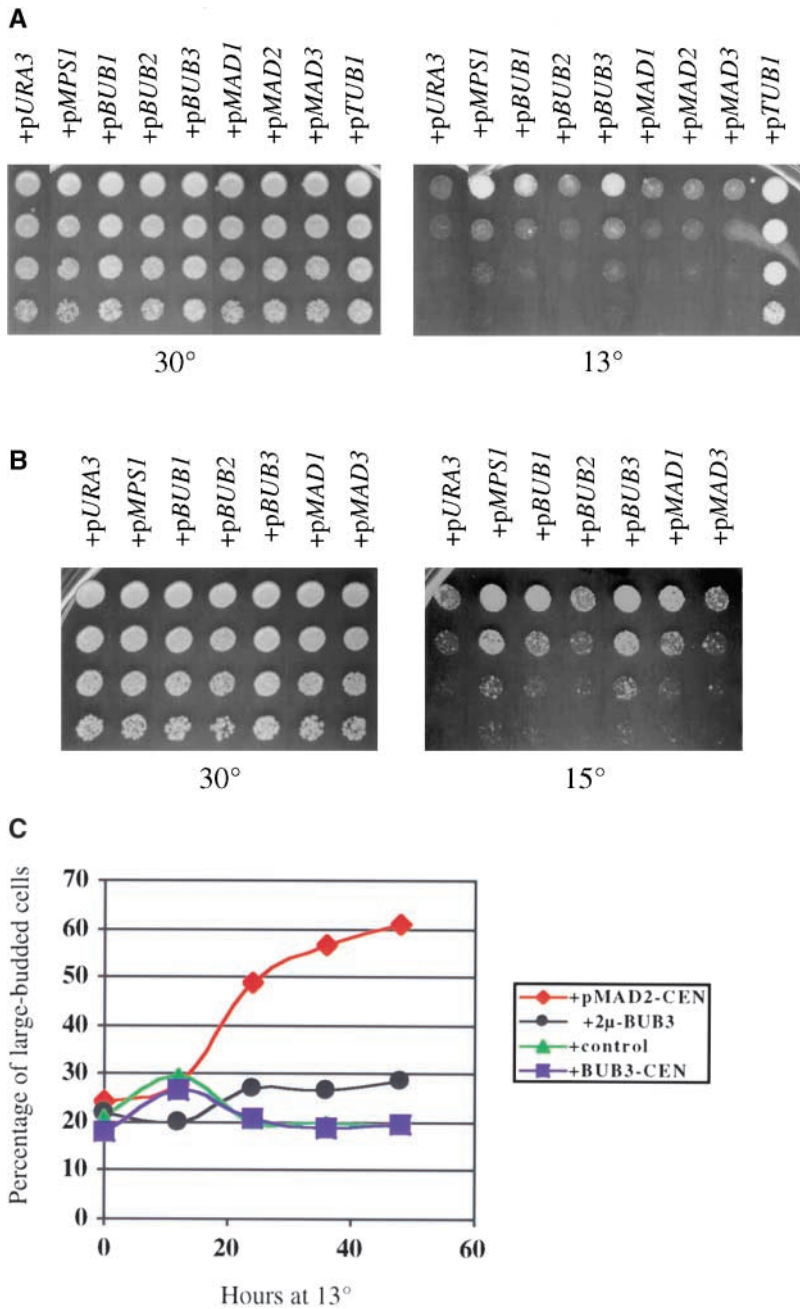 A
+pURA3
+pMPS1
+pBUB1
+pBUB2
+pBUB3
+pMAD1
+pMAD2
+pMAD3
+pTUB1
+pURA3
+pMPS1
+pBUB1
+pBUB2
+pBUB3
+pMAD1
+pMAD2
+pMAD3
+pTUB1
30°
13°
B
+pURA3
+pMPS1
+pBUB1
+pBUB2
+pBUB3
+pMAD1
+pMAD3
+pURA3
+pMPS1
+pBUB1
+pBUB2
+pBUB3
+pMAD1
+pMAD3
30°
15°
C
Percentage of large-budded cells
70
60
50
40
30
20
10
0
0
20
40
60
Hours at 13°
+pMAD2-CEN
+2µ-BUB3
+control
+BUB3-CEN